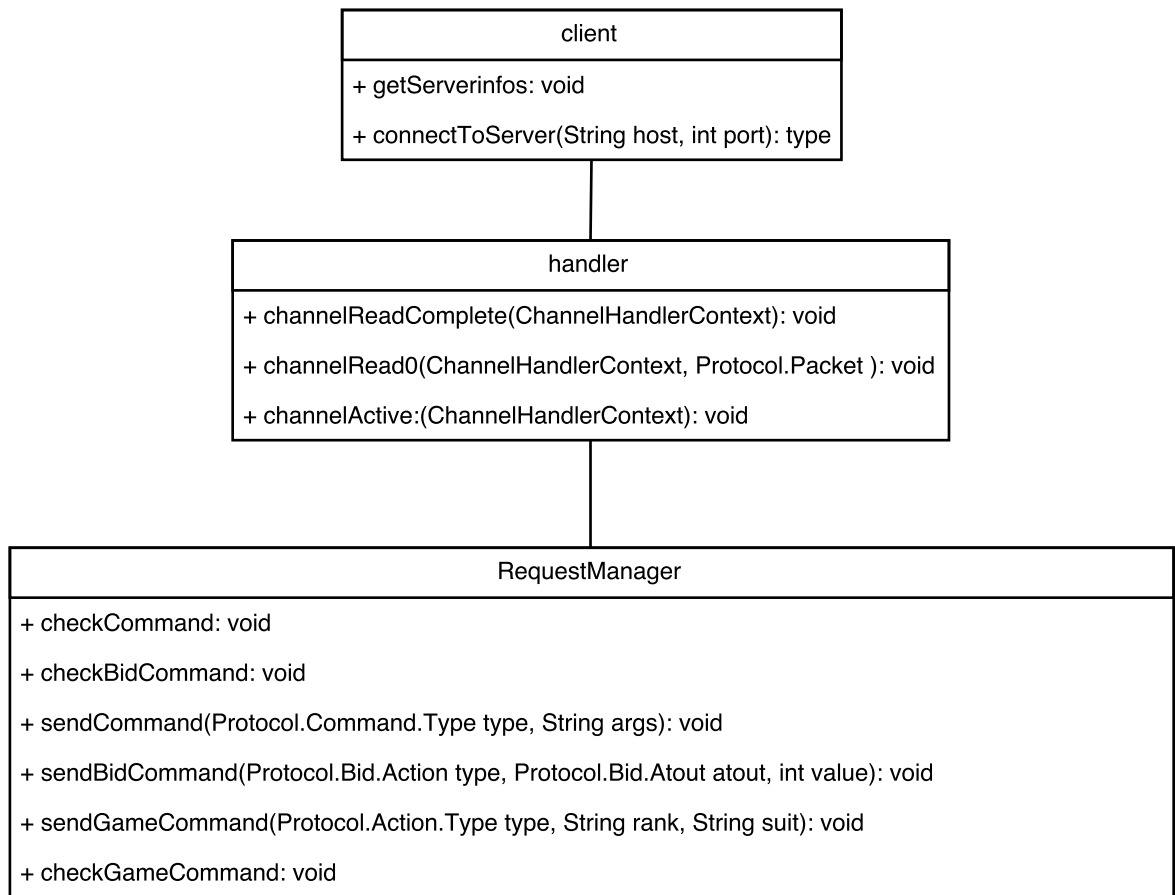 client
+ getServerinfos: void
+ connectToServer(String host, int port): type
handler
+ channelReadComplete(ChannelHandlerContext): void
+ channelRead0(ChannelHandlerContext, Protocol.Packet ): void
+ channelActive:(ChannelHandlerContext): void
RequestManager
+ checkCommand: void
+ checkBidCommand: void
+ sendCommand(Protocol.Command.Type type, String args): void
+ sendBidCommand(Protocol.Bid.Action type, Protocol.Bid.Atout atout, int value): void
+ sendGameCommand(Protocol.Action.Type type, String rank, String suit): void
+ checkGameCommand: void